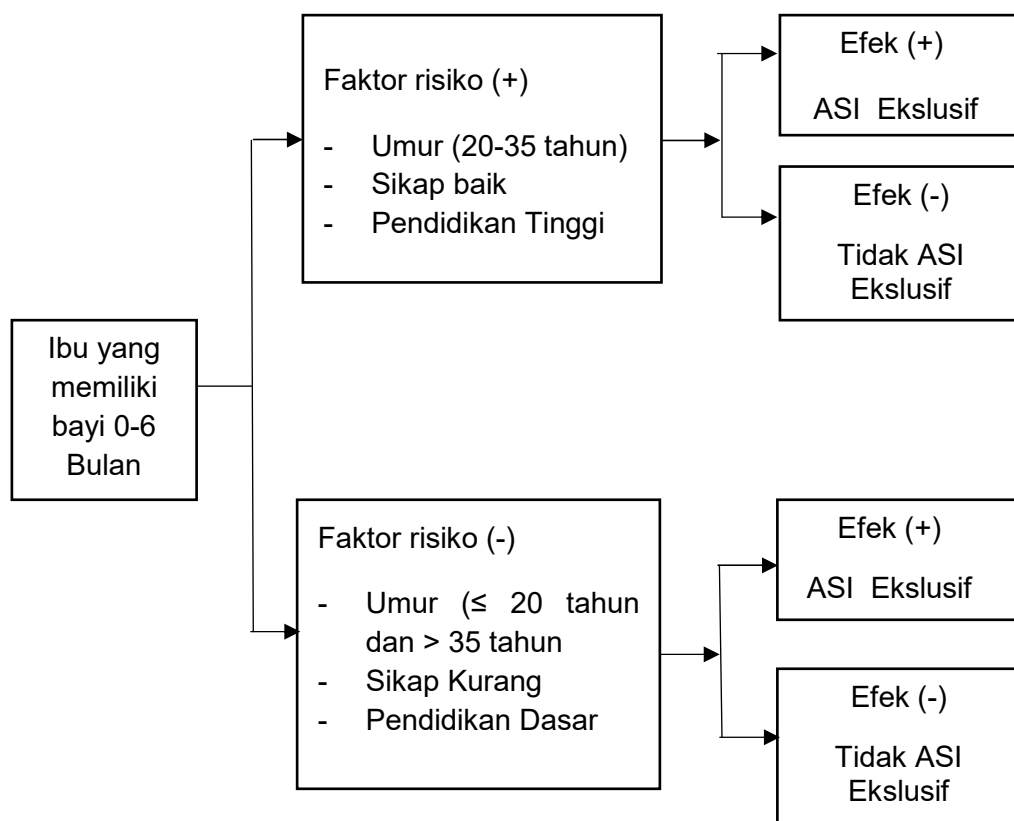 Faktor risiko (+)
- Umur (20-35 tahun)
- Sikap baik
- Pendidikan Tinggi
Efek (+)
ASI Ekslusif
Efek (-)
Tidak ASI
Ekslusif
Ibu yang
memiliki
bayi 0-6
Bulan
Faktor risiko (-)
- Umur (≤ 20 tahun
dan > 35 tahun
- Sikap Kurang
- Pendidikan Dasar
Efek (+)
ASI Ekslusif
Efek (-)
Tidak ASI
Ekslusif